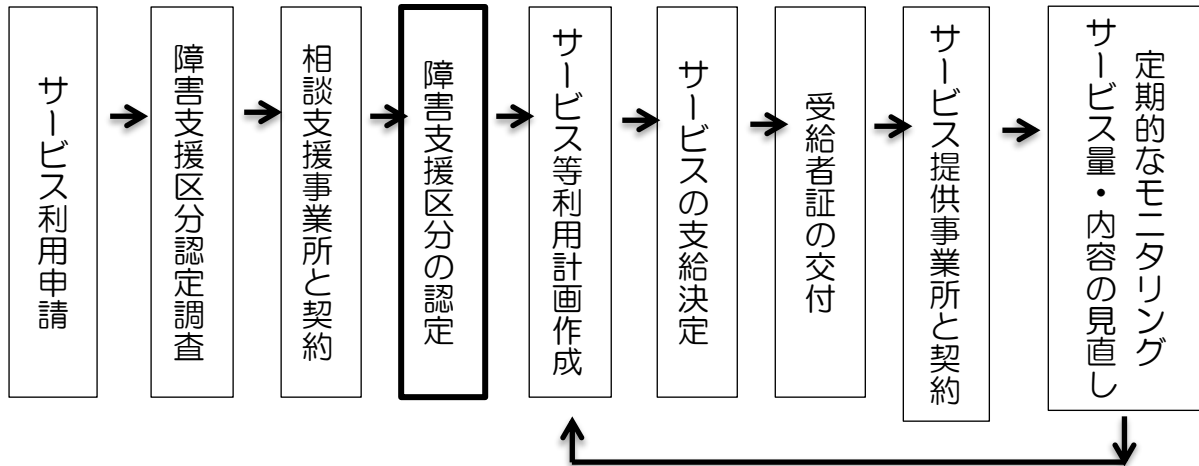 サービス利用申請
障害支援区分認定調査
相談支援事業所と契約
障害支援区分の認定
サービス等利用計画作成
サービスの支給決定
受給者証の交付
サービス提供事業所と契約
定期的なモニタリング
サービス量・内容の見直し